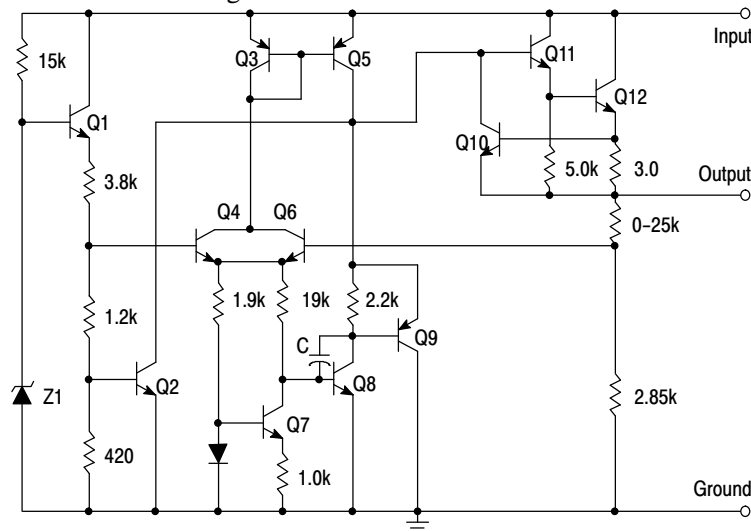 Input
Q3
Q5
Q11
15k
Q12
Q1
Q10
3.8k
5.0k
3.0
Output
Q4
Q6
0–25k
1.9k
19k
2.2k
1.2k
C
Q9
Z1
Q2
Q8
2.85k
Q7
420
1.0k
Ground